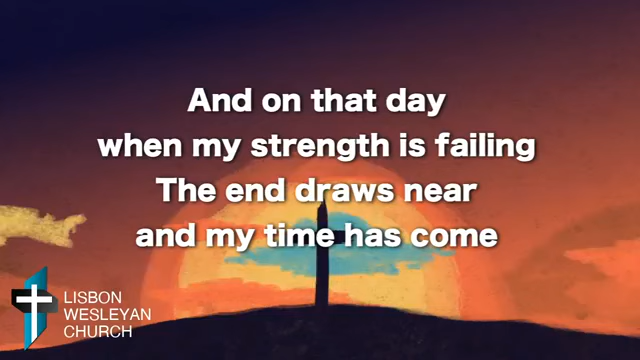 And on that day
when my strength is failing
The end draws near
and my time has come
LISBON
WESLEYAN
CHURCH